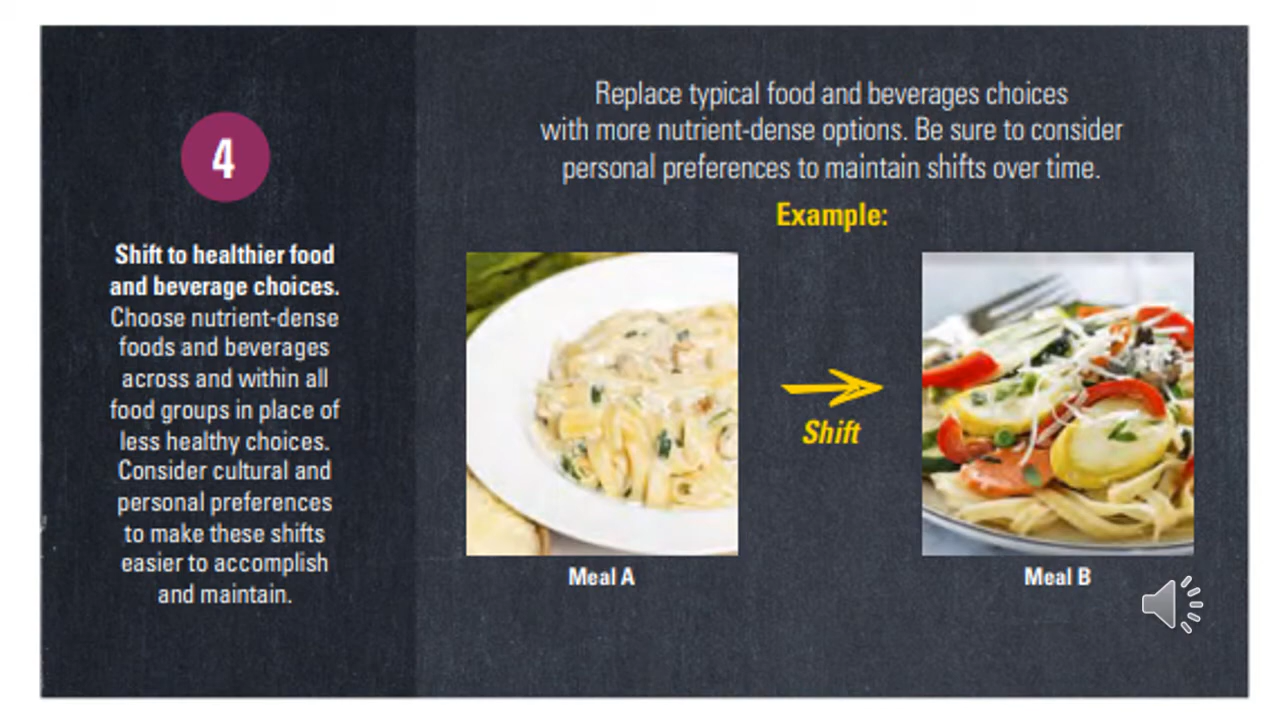 4
Shift to healthier food
and beverage choices.
Choose nutrient-dense
foods and beverages
across and within all
food groups in place of
less healthy choices.
Consider cultural and
personal preferences
to make these shifts
easier to accomplish
and maintain.
Replace typical food and beverages choices
with more nutrient-dense options. Be sure to consider
personal preferences to maintain shifts over time.
Example:
Shift
Meal A
Meal B